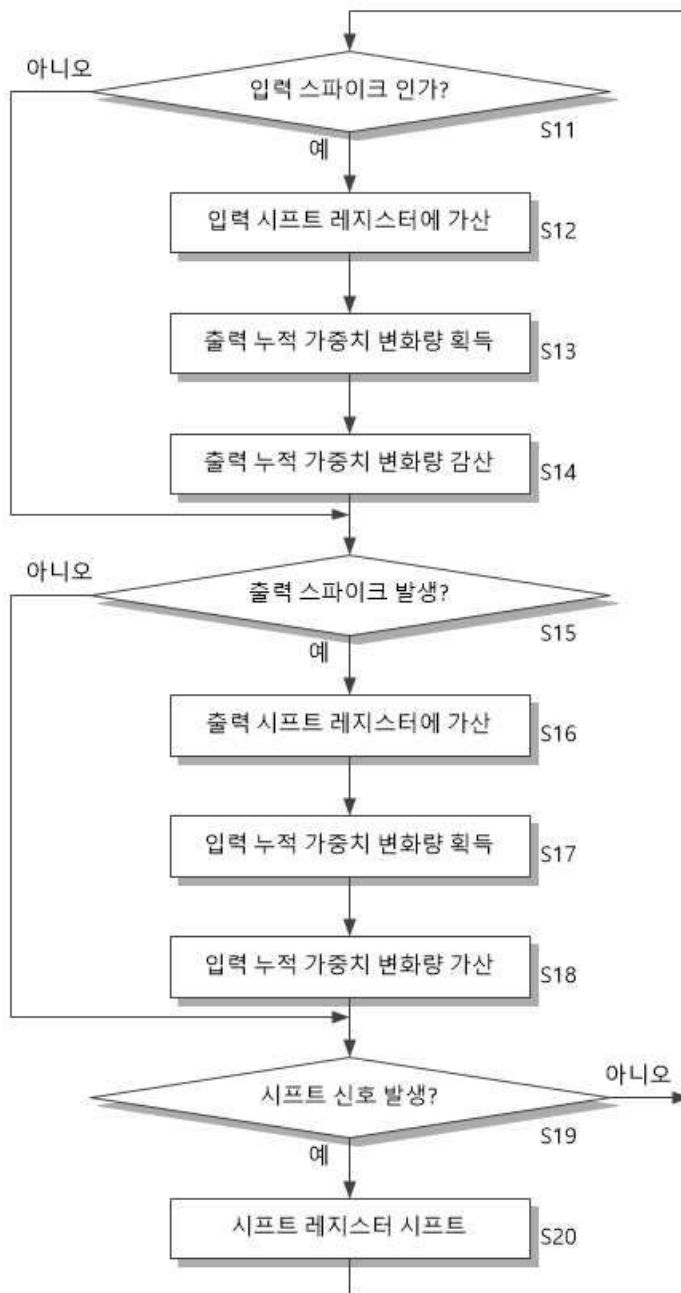 아니오
입력 스파이크 인가?
S11
예
입력 시프트 레지스터에 가산
S12
출력 누적 가중치 변화량 획득
S13
출력 누적 가중치 변화량 감산
S14
아니오
출력 스파이크 발생?
S15
예
출력 시프트 레지스터에 가산
S16
입력 누적 가중치 변화량 획득
S17
입력 누적 가중치 변화량 가산
S18
시프트 신호 발생?
아니오
S19
예
시프트 레지스터 시프트
S20